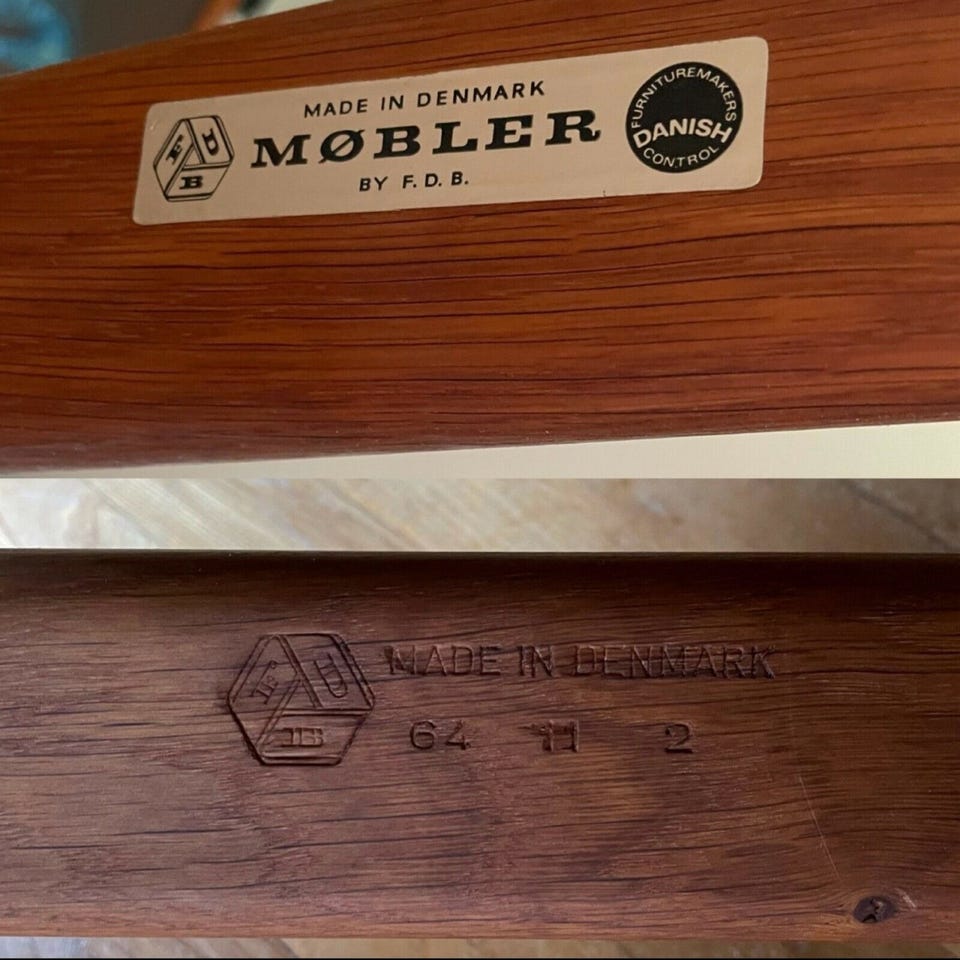 MADE IN DENMARK
F D B
MØBLER
BY F. D. B.
FURNITUREMAKERS
DANISH
CONTROL
F D B
MADE IN DENMARK
64 11 2